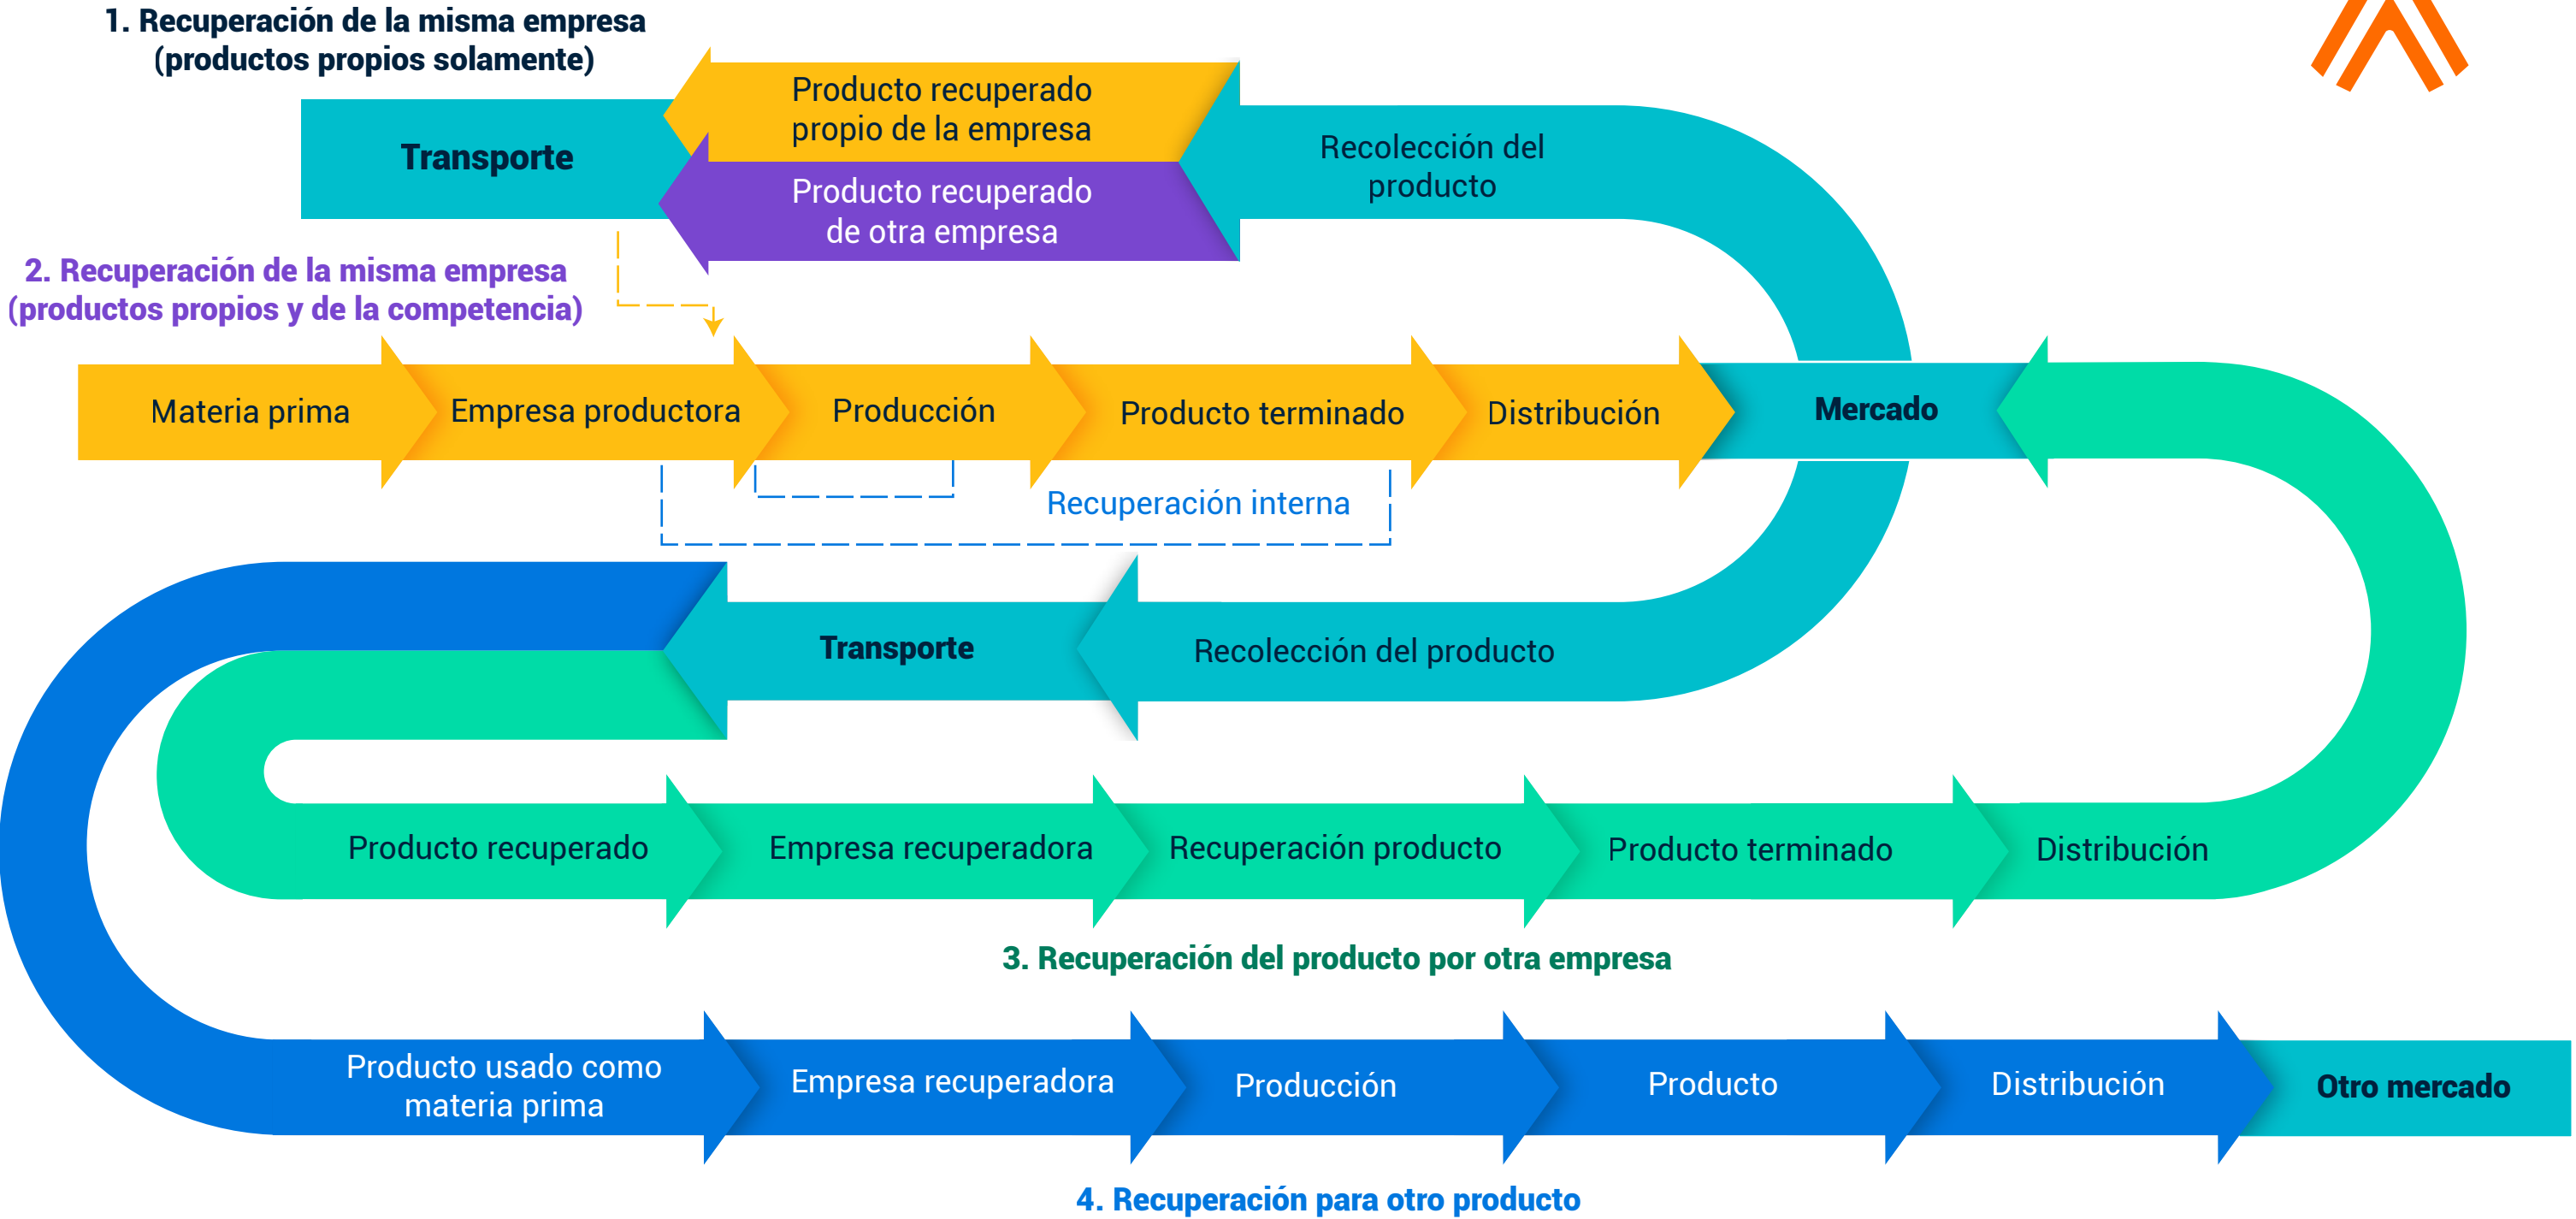 1. Recuperación de la misma empresa
(productos propios solamente)
Producto recuperado
propio de la empresa
Transporte
Recolección del
producto
Producto recuperado
de otra empresa
2. Recuperación de la misma empresa
(productos propios y de la competencia)
Materia prima
Empresa productora
Producción
Producto terminado
Distribución
Mercado
Recuperación interna
Transporte
Recolección del producto
Producto recuperado
Empresa recuperadora
Recuperación producto
Producto terminado
Distribución
3. Recuperación del producto por otra empresa
Producto usado como
materia prima
Empresa recuperadora
Producción
Producto
Distribución
Otro mercado
4. Recuperación para otro producto